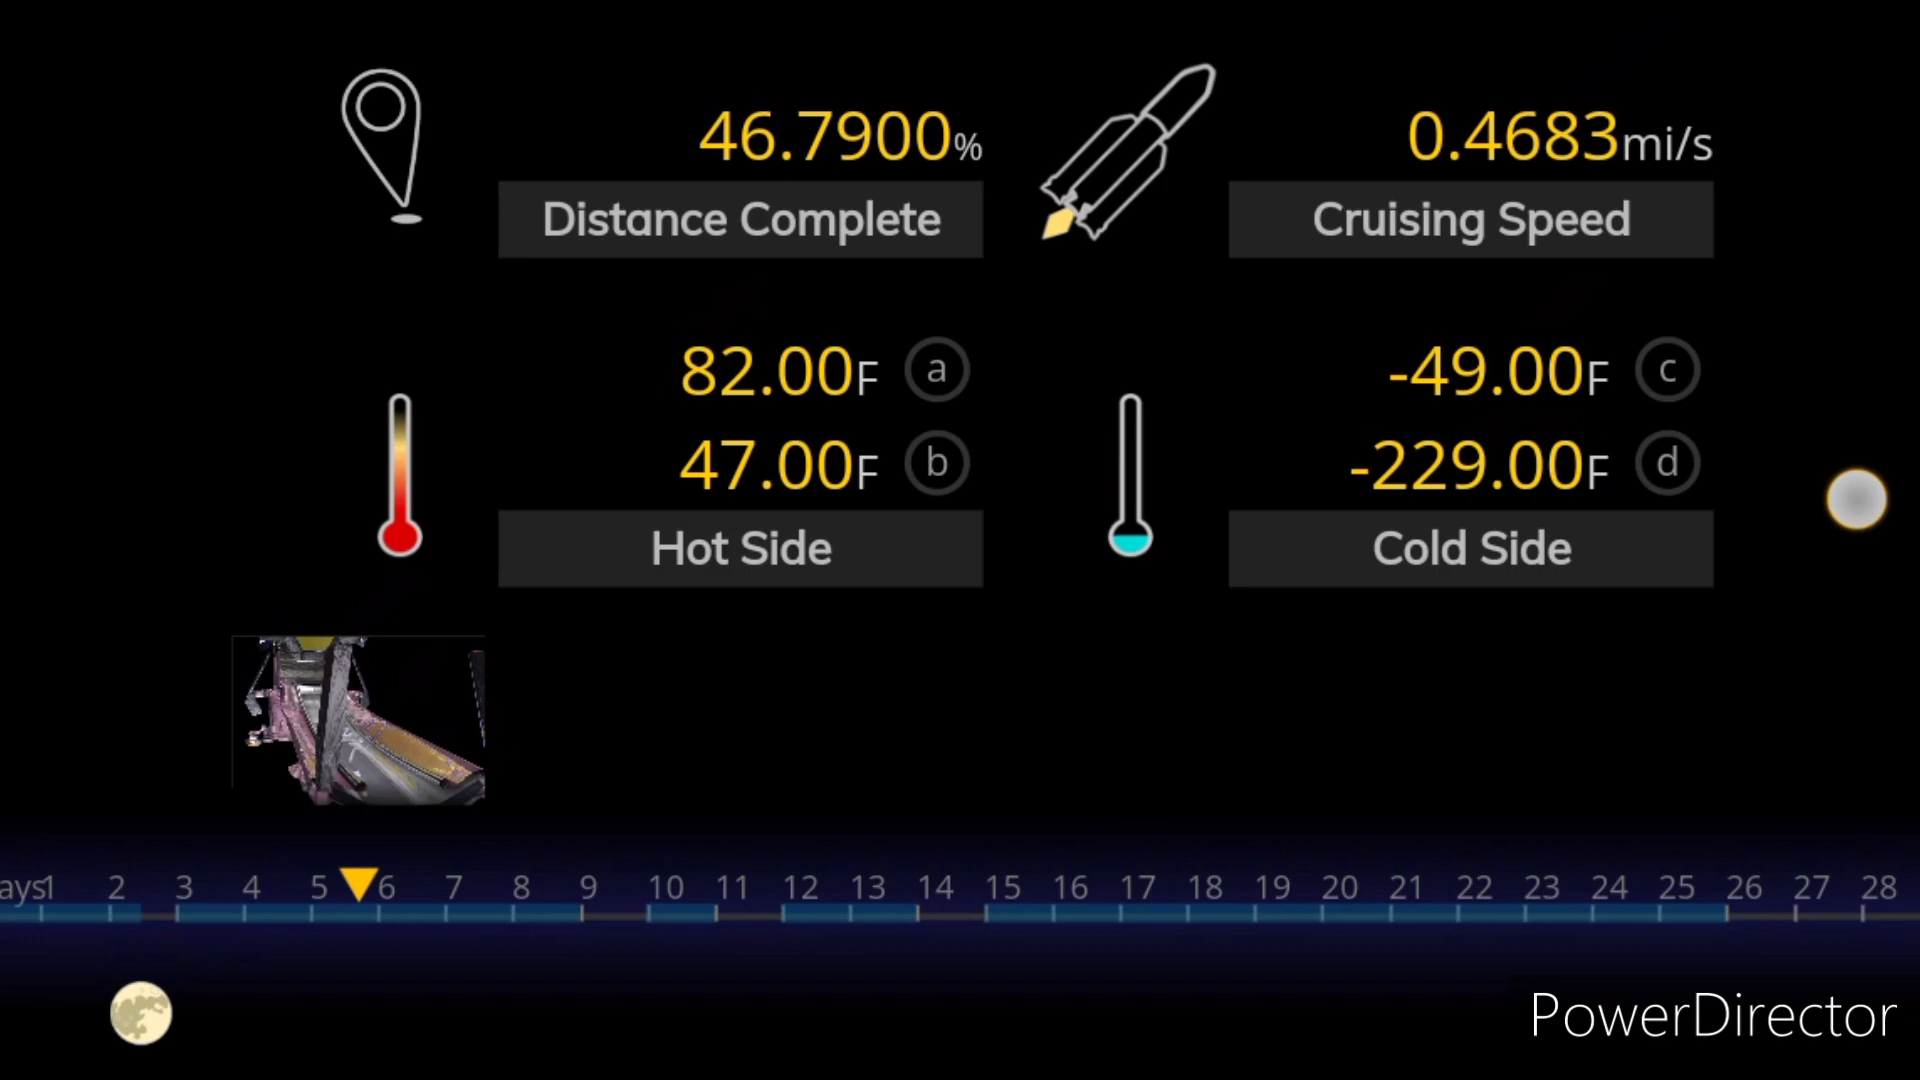 46.7900%
Distance Complete
0.4683mi/s
Cruising Speed
82.00F a
47.00F b
Hot Side
-49.00F c
-229.00F d
Cold Side
ays1 2 3 4 5 6 7 8 9 10 11 12 13 14 15 16 17 18 19 20 21 22 23 24 25 26 27 28
PowerDirector